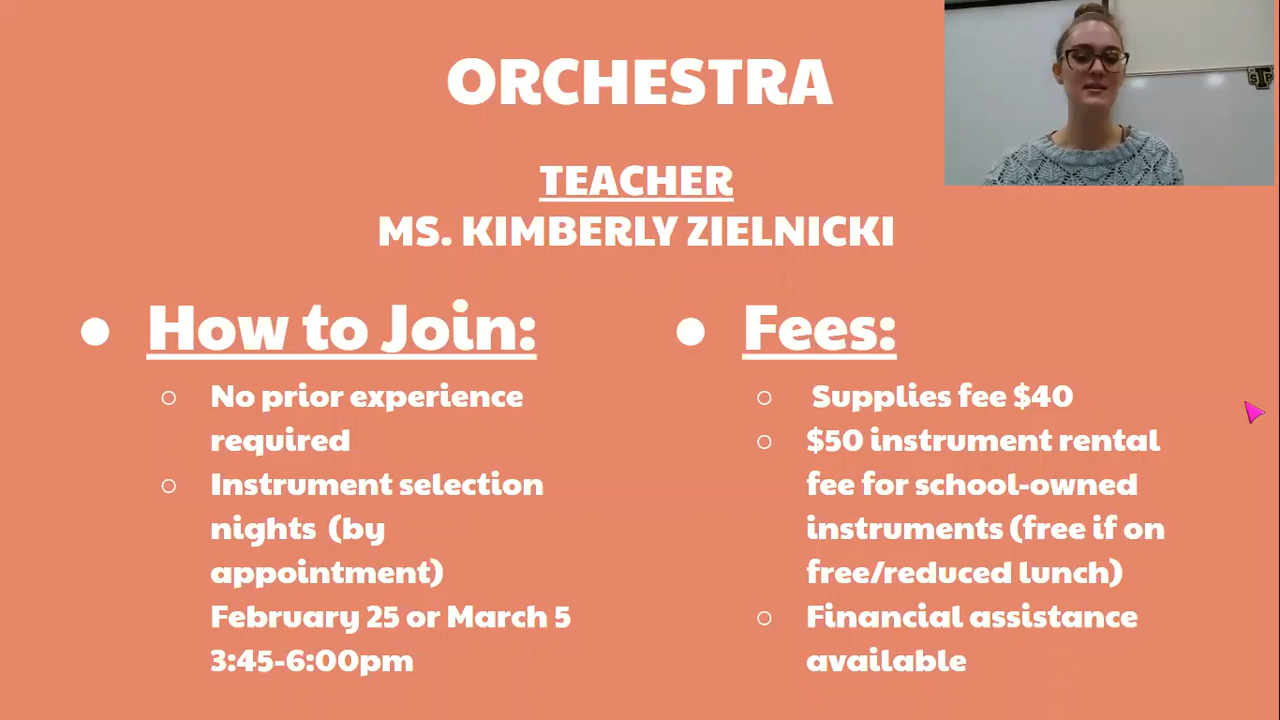 ORCHESTRA
TEACHER
MS. KIMBERLY ZIELNICKI
How to Join:
No prior experience
required
Instrument selection
nights (by
appointment)
February 25 or March 5
3:45-6:00pm
Fees:
Supplies fee $40
$50 instrument rental
fee for school-owned
instruments (free if on
free/reduced lunch)
Financial assistance
available